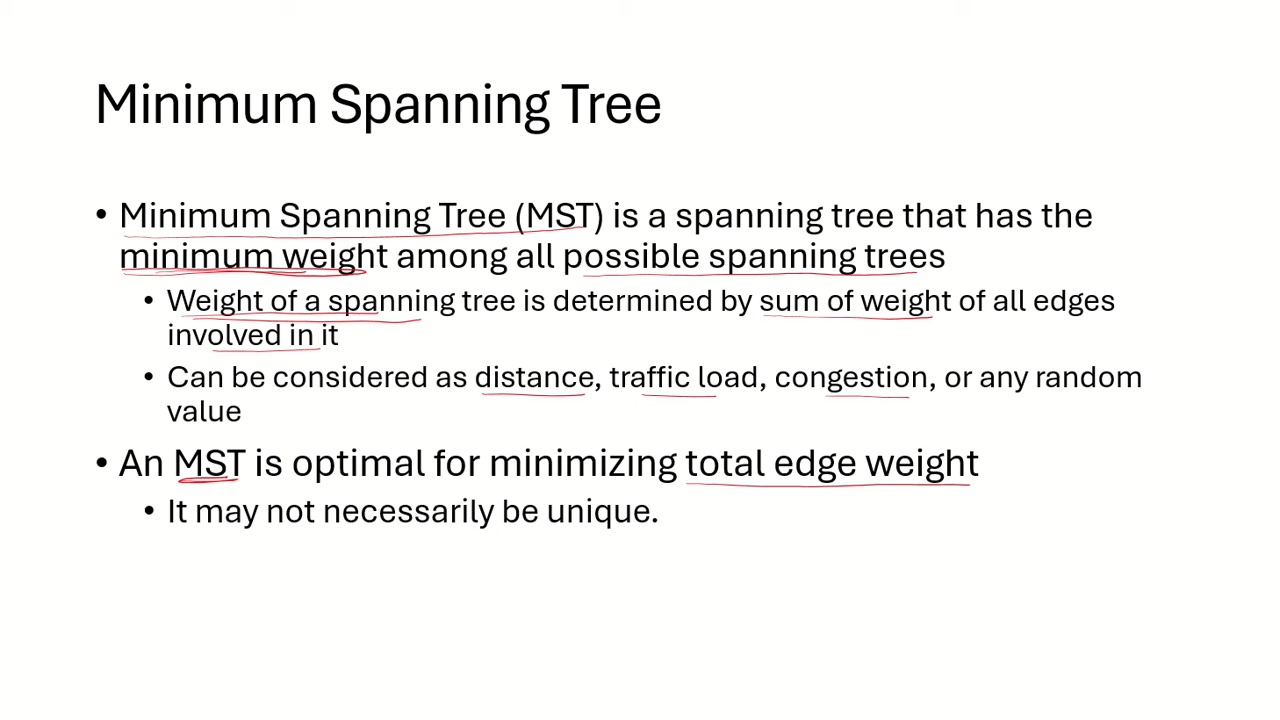 Minimum Spanning Tree
• Minimum Spanning Tree (MST) is a spanning tree that has the
minimum weight among all possible spanning trees
• Weight of a spanning tree is determined by sum of weight of all edges
involved in it
• Can be considered as distance, traffic load, congestion, or any random
value
• An MST is optimal for minimizing total edge weight
• It may not necessarily be unique.